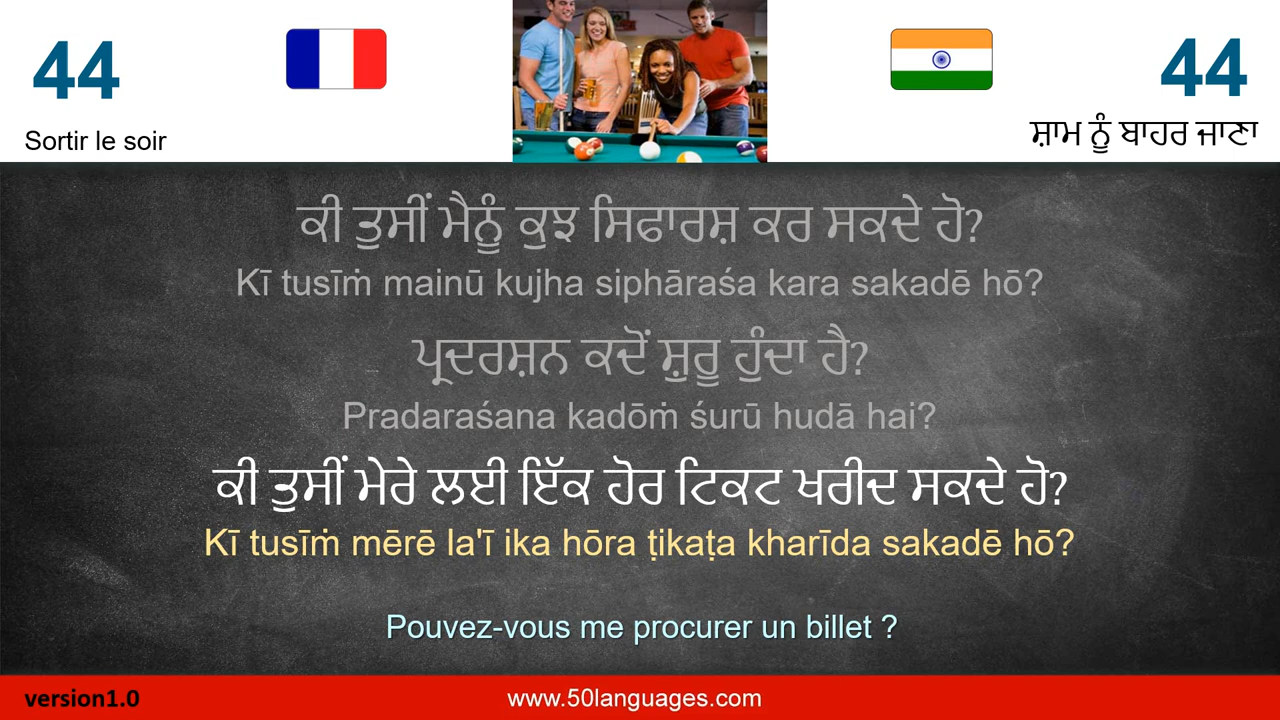 44
44
Sortir le soir
ਸ਼ਾਮ ਨੂੰ ਬਾਹਰ ਜਾਣਾ
ਕੀ ਤੁਸੀਂ ਮੈਨੂੰ ਕੁਝ ਸਿਫਾਰਸ਼ ਕਰ ਸਕਦੇ ਹੋ?
Kī tusīṁ mainū kujha siphāraśa kara sakadē hō?
ਪ੍ਰਦਰਸ਼ਨ ਕਦੋਂ ਸ਼ੁਰੂ ਹੁੰਦਾ ਹੈ?
Pradaraśana kadōṁ śurū hudā hai?
ਕੀ ਤੁਸੀਂ ਮੇਰੇ ਲਈ ਇੱਕ ਹੋਰ ਟਿਕਟ ਖਰੀਦ ਸਕਦੇ ਹੋ?
Kī tusīṁ mērē la'ī ika hōra ṭikaṭa kharīda sakadē hō?
Pouvez-vous me procurer un billet ?
version1.0
www.50languages.com